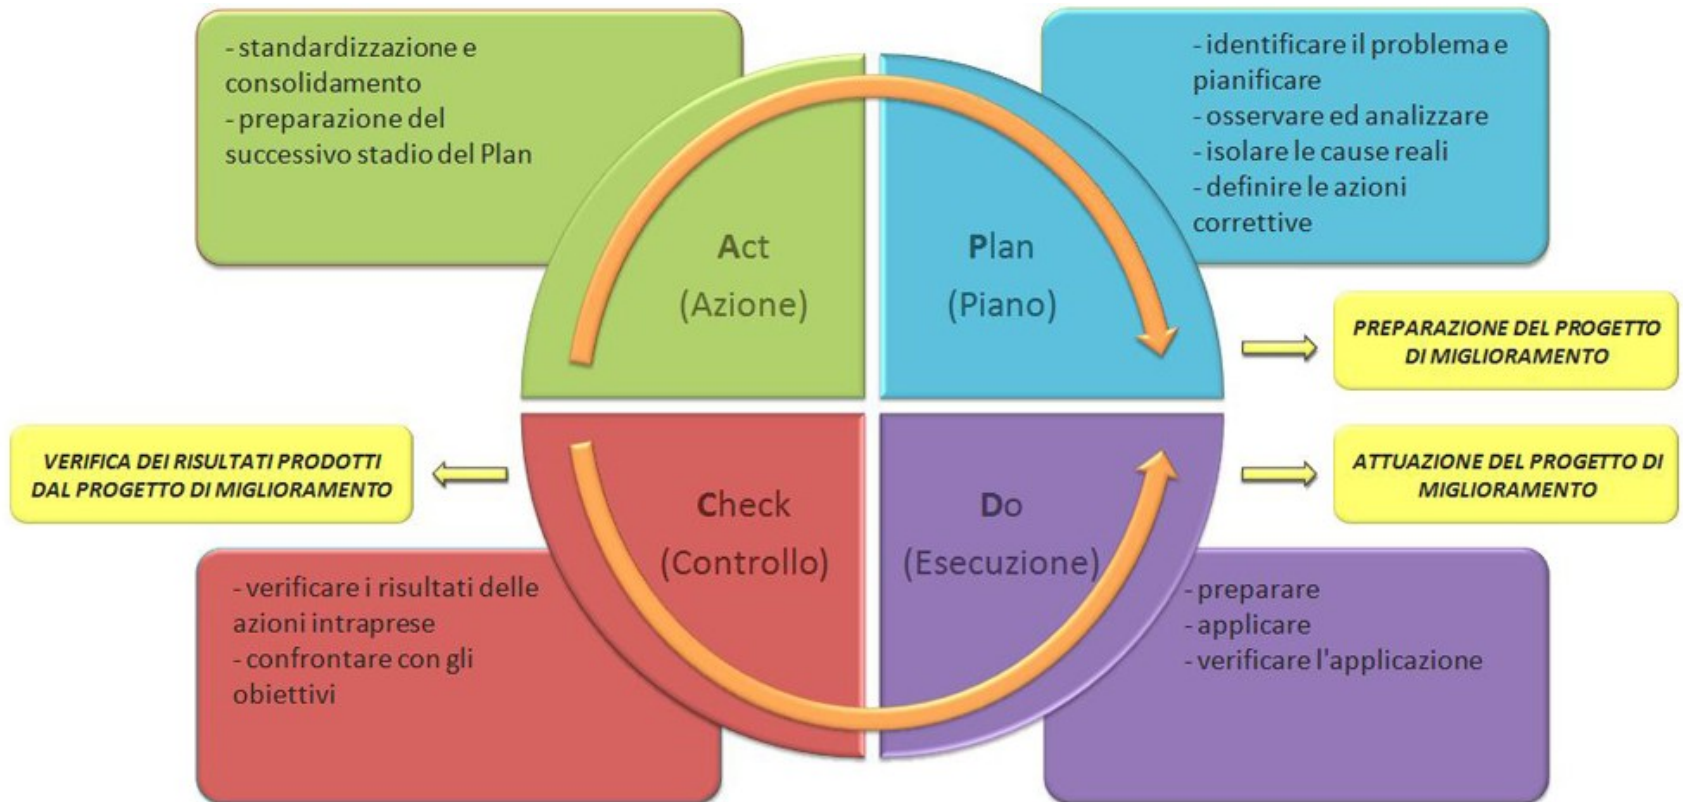 - standardizzazione e
consolidamento
- preparazione del
successivo stadio del Plan
- identificare il problema e
pianificare
- osservare ed analizzare
- isolare le cause reali
- definire le azioni
correttive
Act
(Azione)
Plan
(Piano)
PREPARAZIONE DEL PROGETTO
DI MIGLIORAMENTO
VERIFICA DEI RISULTATI PRODOTTI
DAL PROGETTO DI MIGLIORAMENTO
ATTUAZIONE DEL PROGETTO DI
MIGLIORAMENTO
Check
(Controllo)
Do
(Esecuzione)
- verificare i risultati delle
azioni intraprese
- confrontare con gli
obiettivi
- preparare
- applicare
- verificare l'applicazione